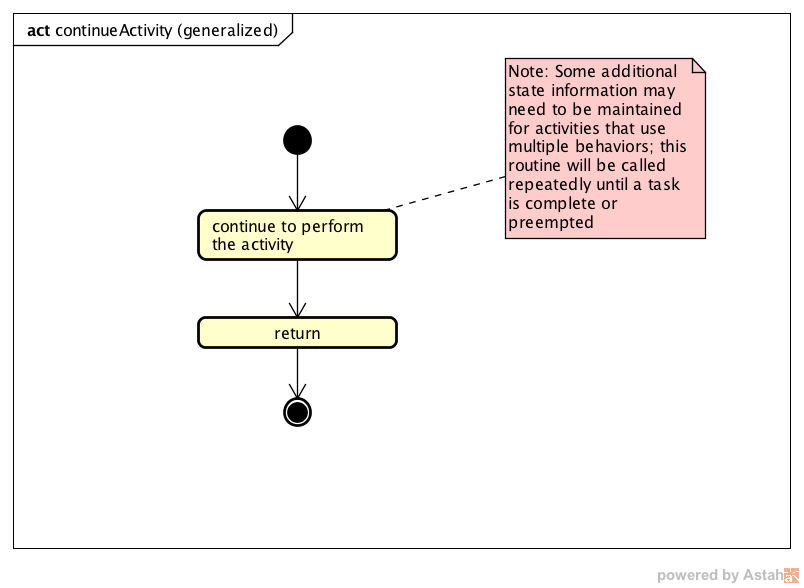 act continueActivity (generalized)
Note: Some additional
state information may
need to be maintained
for activities that use
multiple behaviors; this
routine will be called
repeatedly until a task
is complete or
preempted
continue to perform
the activity
return
powered by Astah